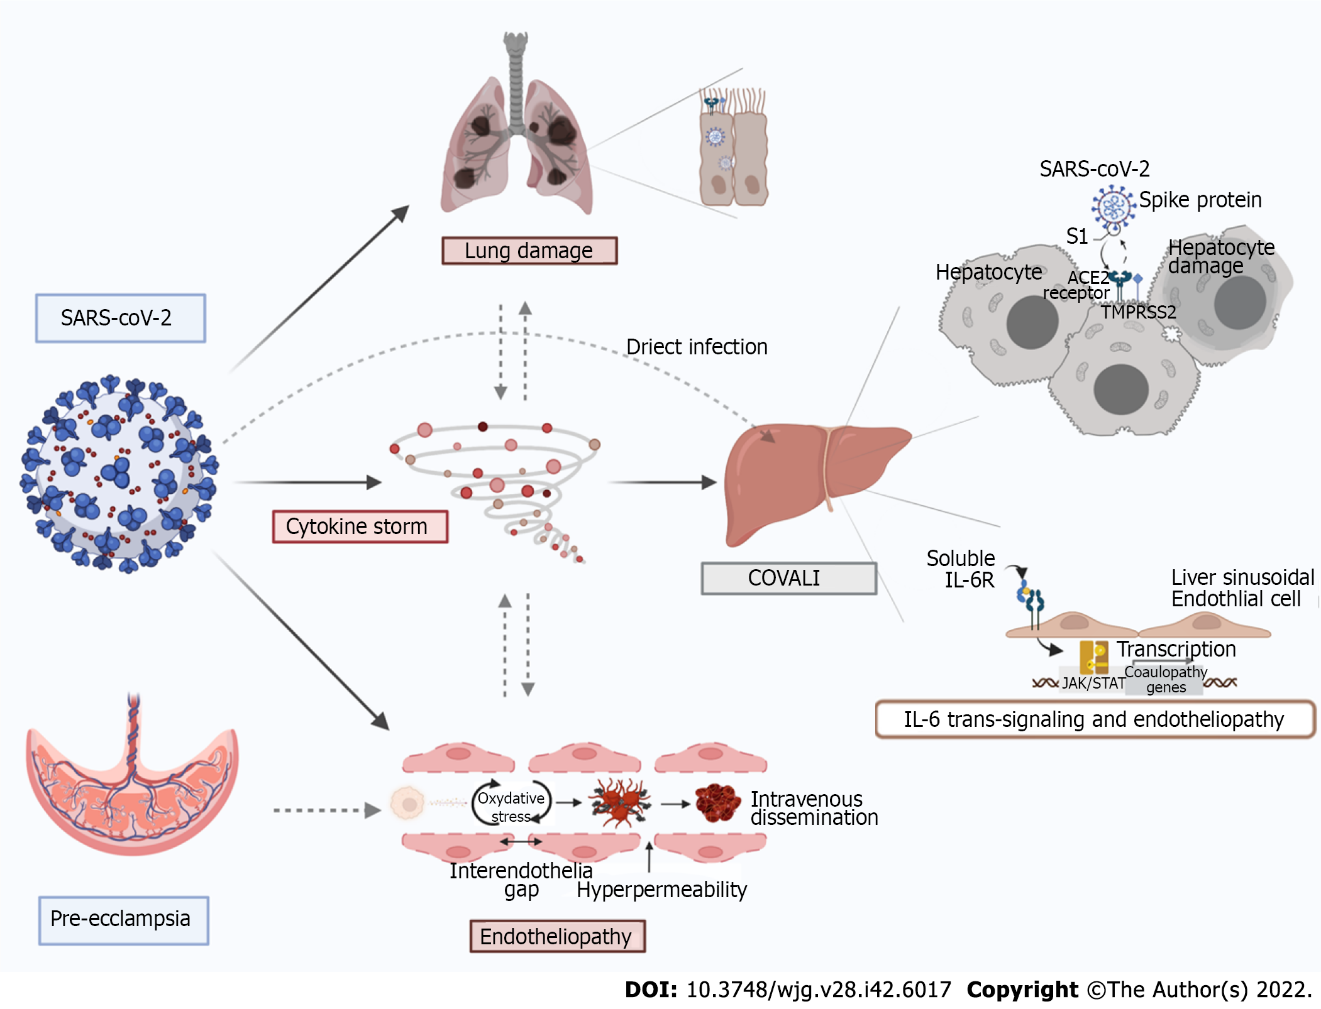 Lung damage
SARS-coV-2
Driect infection
Cytokine storm
COVALI
SARS-coV-2
Spike protein
S1
Hepatocyte
Hepatocyte
damage
ACE2
receptor
TMPRSS2
Soluble
IL-6R
Liver sinusoidal
Endothlial cell
Transcription
JAK/STAT
Coaulopathy
genes
IL-6 trans-signaling and endotheliopathy
Oxydative
stress
Intravenous
dissemination
Interendothelia
gap
Hyperpermeability
Pre-ecclampsia
Endotheliopathy
DOI: 10.3748/wjg.v28.i42.6017 Copyright ©The Author(s) 2022.